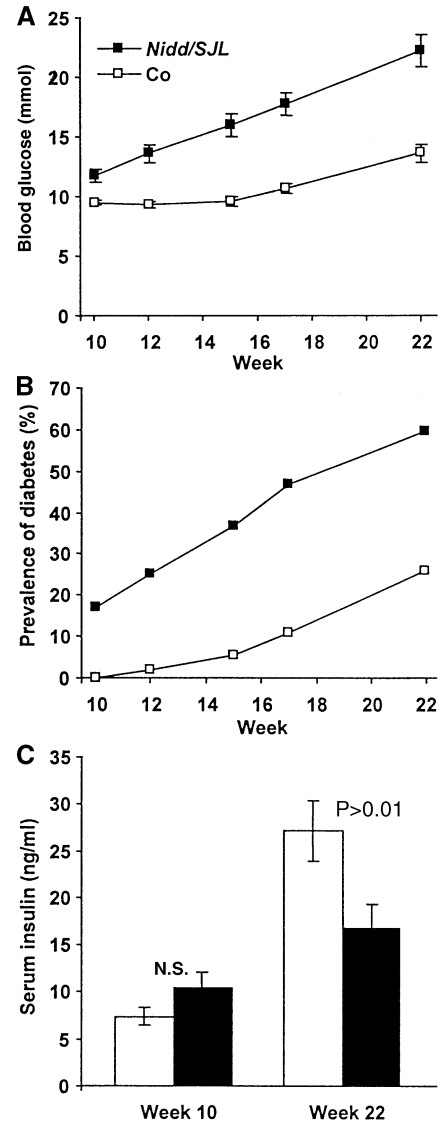 A
Nidd/SJL
Co
Blood glucose (mmol)
25
20
15
10
5
0
10 12 14 16 18 20 22
Week
B
Prevalence of diabetes (%)
70
60
50
40
30
20
10
0
10 12 14 16 18 20 22
Week
C
Serum insulin (ng/ml)
35
30
25
20
15
10
5
0
N.S.
P>0.01
Week 10 Week 22